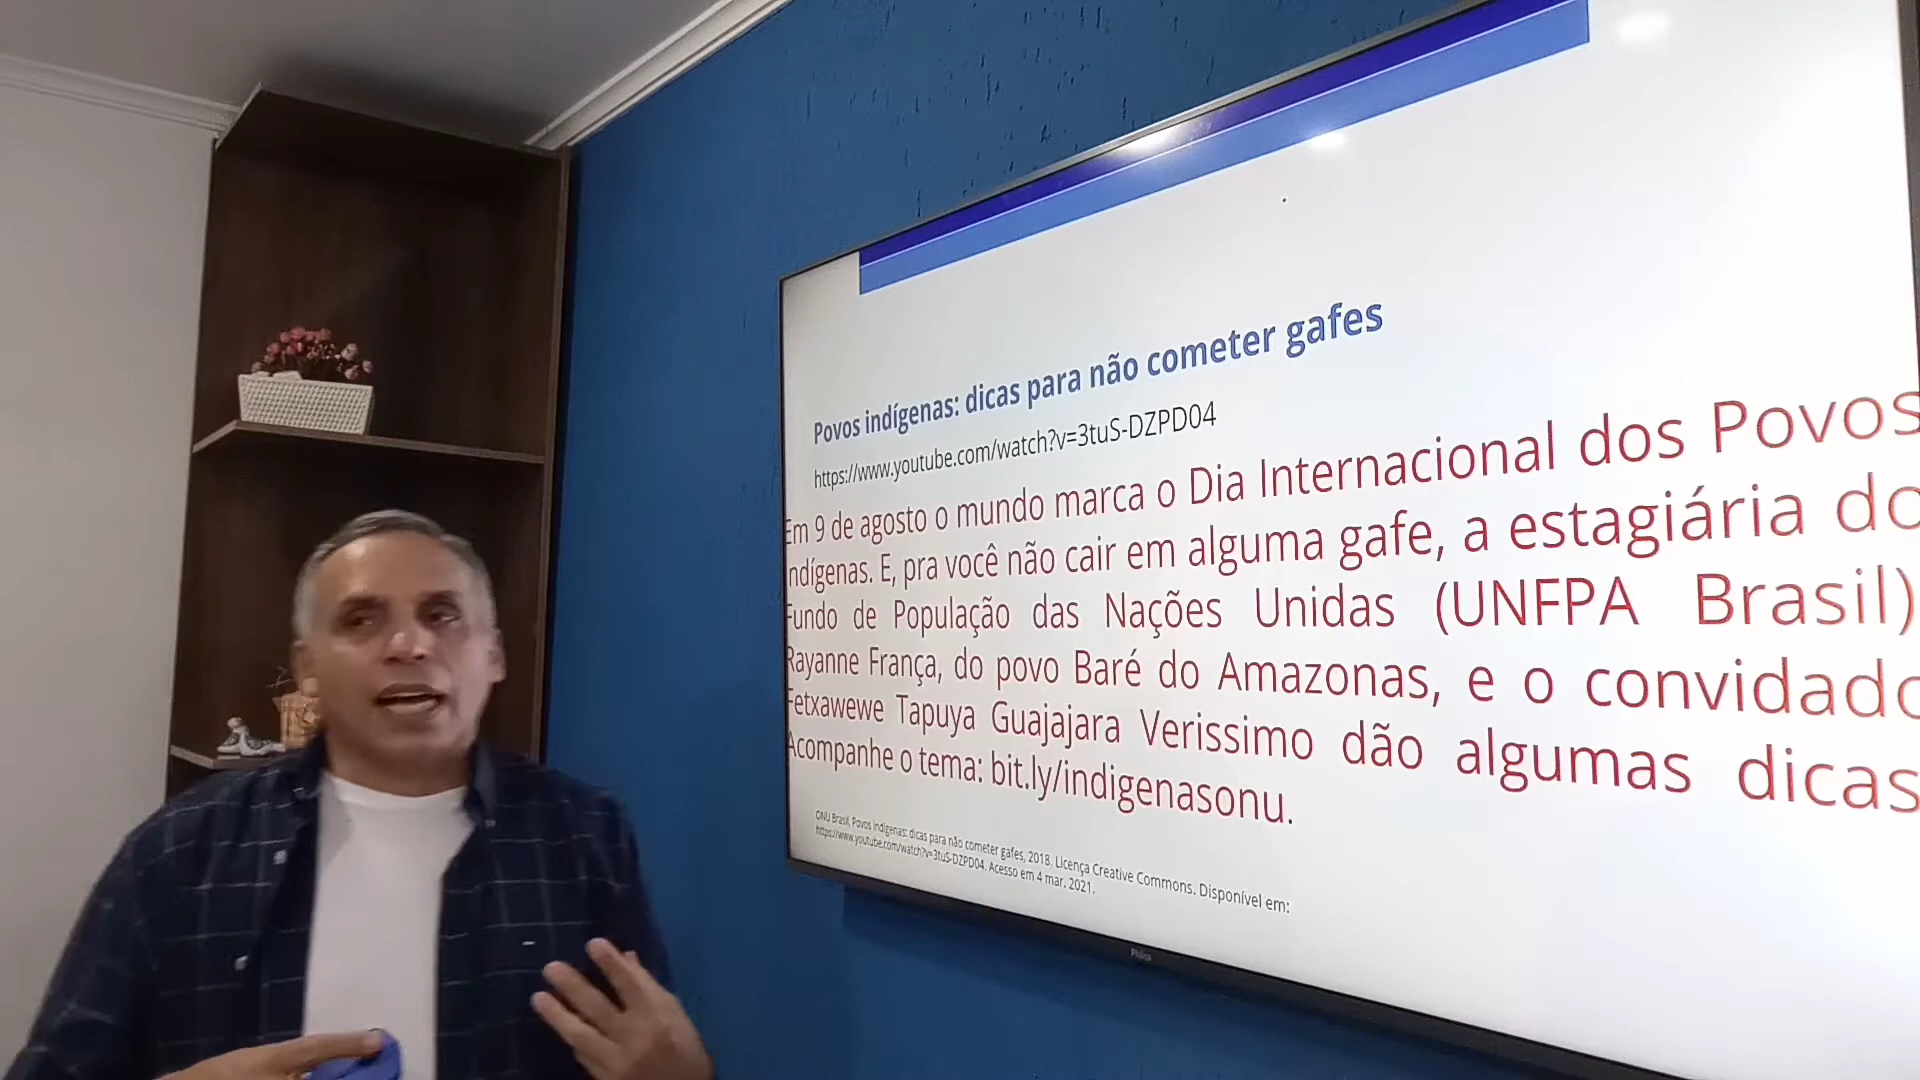 Povos indígenas: dicas para não cometer gafes
https://www.youtube.com/watch?v=3tuS-DZPD04
Em 9 de agosto o mundo marca o Dia Internacional dos Povos
Indígenas. E, pra você não cair em alguma gafe, a estagiária do
Fundo de População das Nações Unidas (UNFPA Brasil)
Rayanne França, do povo Baré do Amazonas, e o convidado
Fetxawewe Tapuya Guajajara Verissimo dão algumas dicas
Acompanhe o tema: bit.ly/indigenasonu.
ONU Brasil, Povos indígenas: dicas para não cometer gafes, 2018. Licença Creative Commons. Disponível em:
https://www.youtube.com/watch?v=3tuS-DZPD04. Acesso em 4 mar. 2021.
Philco